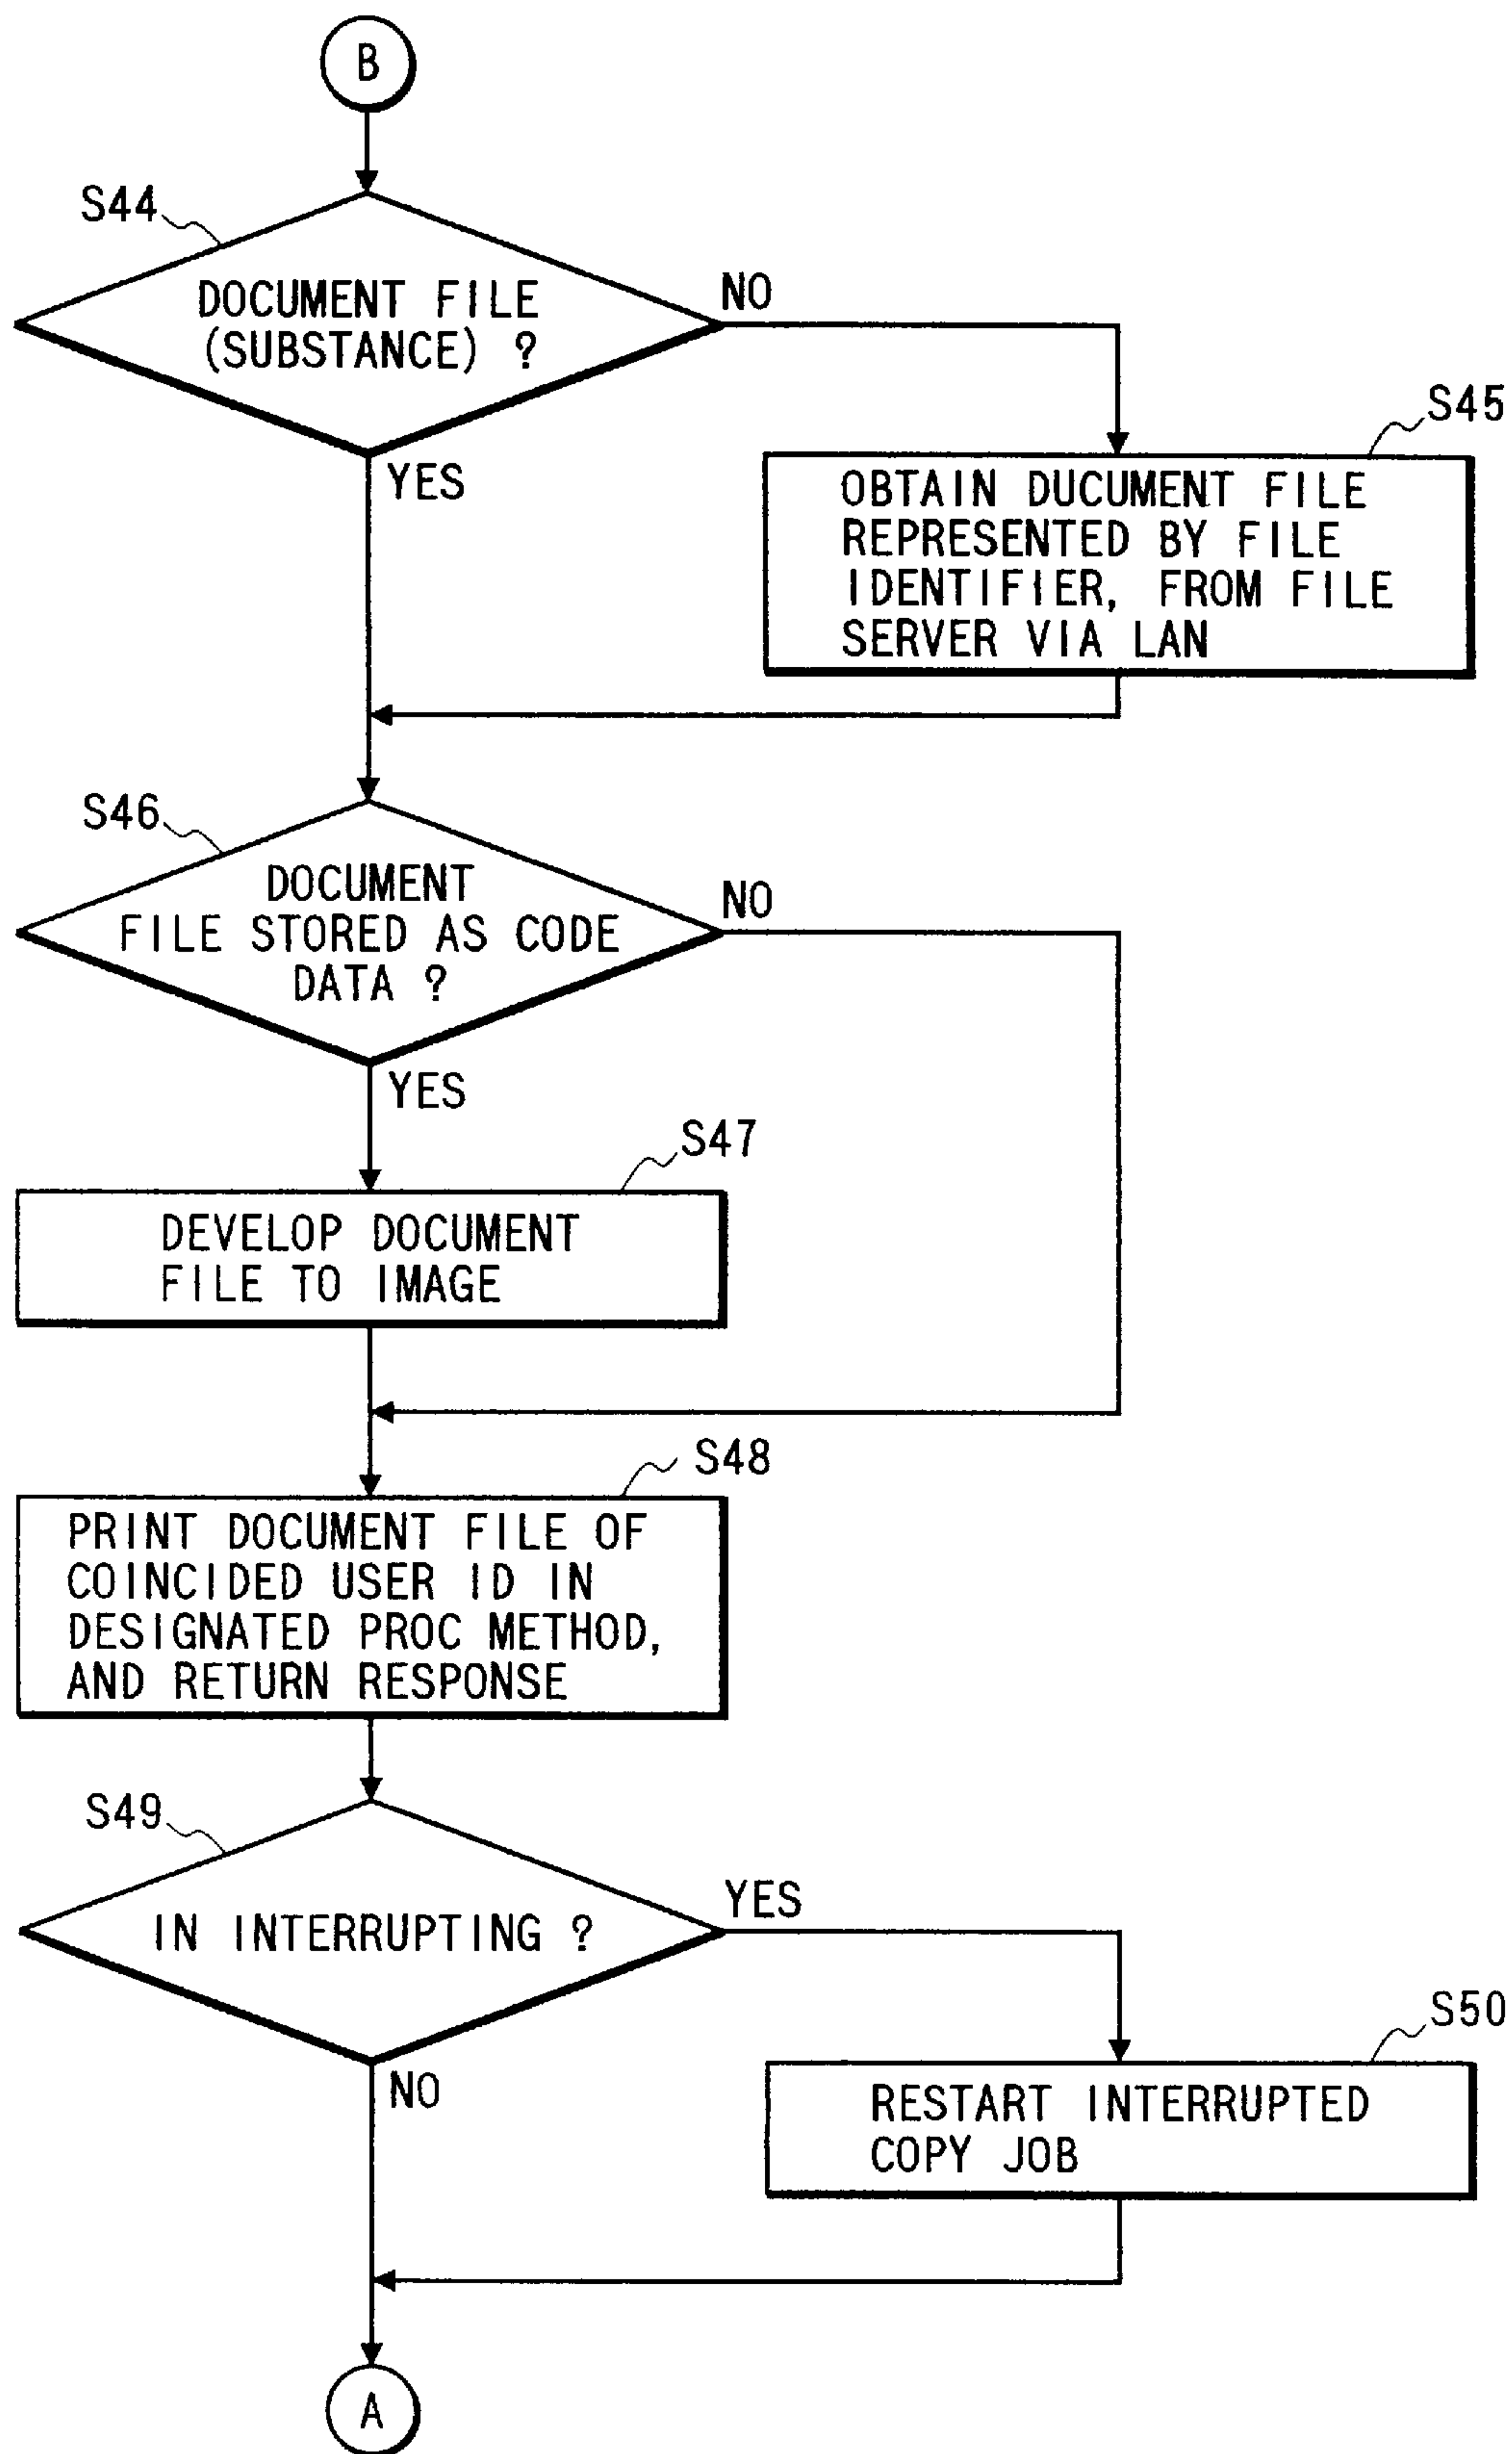 B
S44
DOCUMENT FILE
(SUBSTANCE) ?
NO
YES
S45
OBTAIN DUCUMENT FILE
REPRESENTED BY FILE
IDENTIFIER, FROM FILE
SERVER VIA LAN
S46
DOCUMENT
FILE STORED AS CODE
DATA ?
NO
YES
S47
DEVELOP DOCUMENT
FILE TO IMAGE
S48
PRINT DOCUMENT FILE OF
COINCIDED USER ID IN
DESIGNATED PROC METHOD,
AND RETURN RESPONSE
S49
IN INTERRUPTING ?
YES
NO
S50
RESTART INTERRUPTED
COPY JOB
A